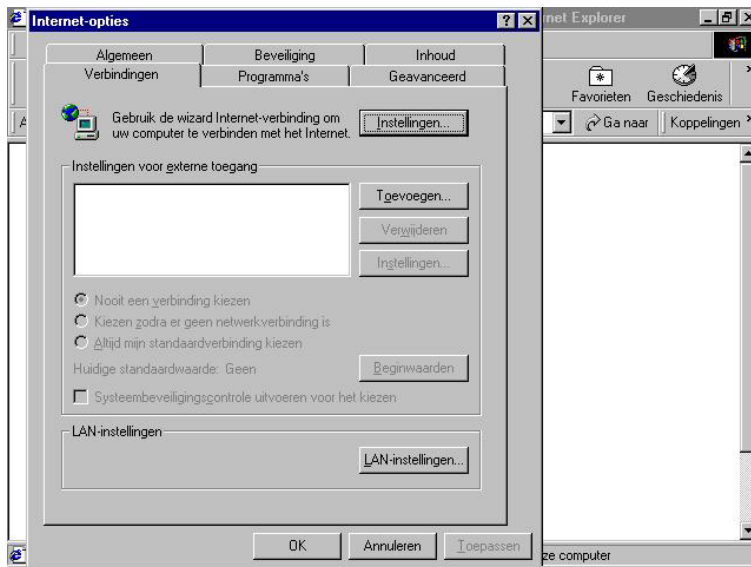 Internet-opties
rnet Explorer
Algemeen Beveiliging Inhoud
Verbindingen Programma's Geavanceerd
Favorieten Geschiedenis
Gebruik de wizard Internet-verbinding om
uw computer te verbinden met het Internet.
Instellingen...
A
Ga naar Koppelingen
Instellingen voor externe toegang
Toevoegen...
Verwijderen
Instellingen...
Nooit een verbinding kiezen
Kiezen zodra er geen netwerkverbinding is
Altijd mijn standaardverbinding kiezen
Huidige standaardwaarde: Geen
Beginwaarden
Systeembeveiligingscontrole uitvoeren voor het kiezen
LAN-instellingen
LAN-instellingen...
OK Annuleren Toepassen
ze computer